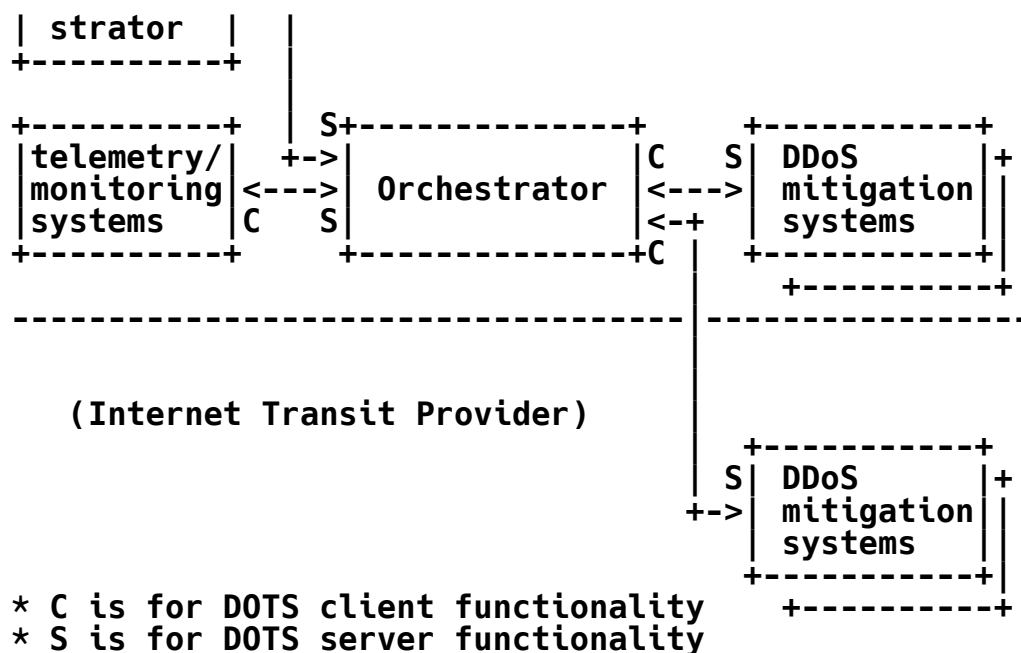 | strator  |  |
+----------+  |
              |
+----------+  | S+--------------+      +-----------+
|telemetry/|  +->|              |C   S| DDoS      |+
|monitoring|<--->| Orchestrator |<--->| mitigation||
|systems   |C   S|              |<-+  | systems   ||
+----------+     +--------------+C |  +-----------+|
                                   |    +----------+
-----------------------------------|-----------------
                                   |
                                   |
   (Internet Transit Provider)     |
                                   |  +-----------+
                                   | S| DDoS      |+
                                   +->| mitigation||
                                      | systems   ||
                                      +-----------+|
* C is for DOTS client functionality    +----------+
* S is for DOTS server functionality